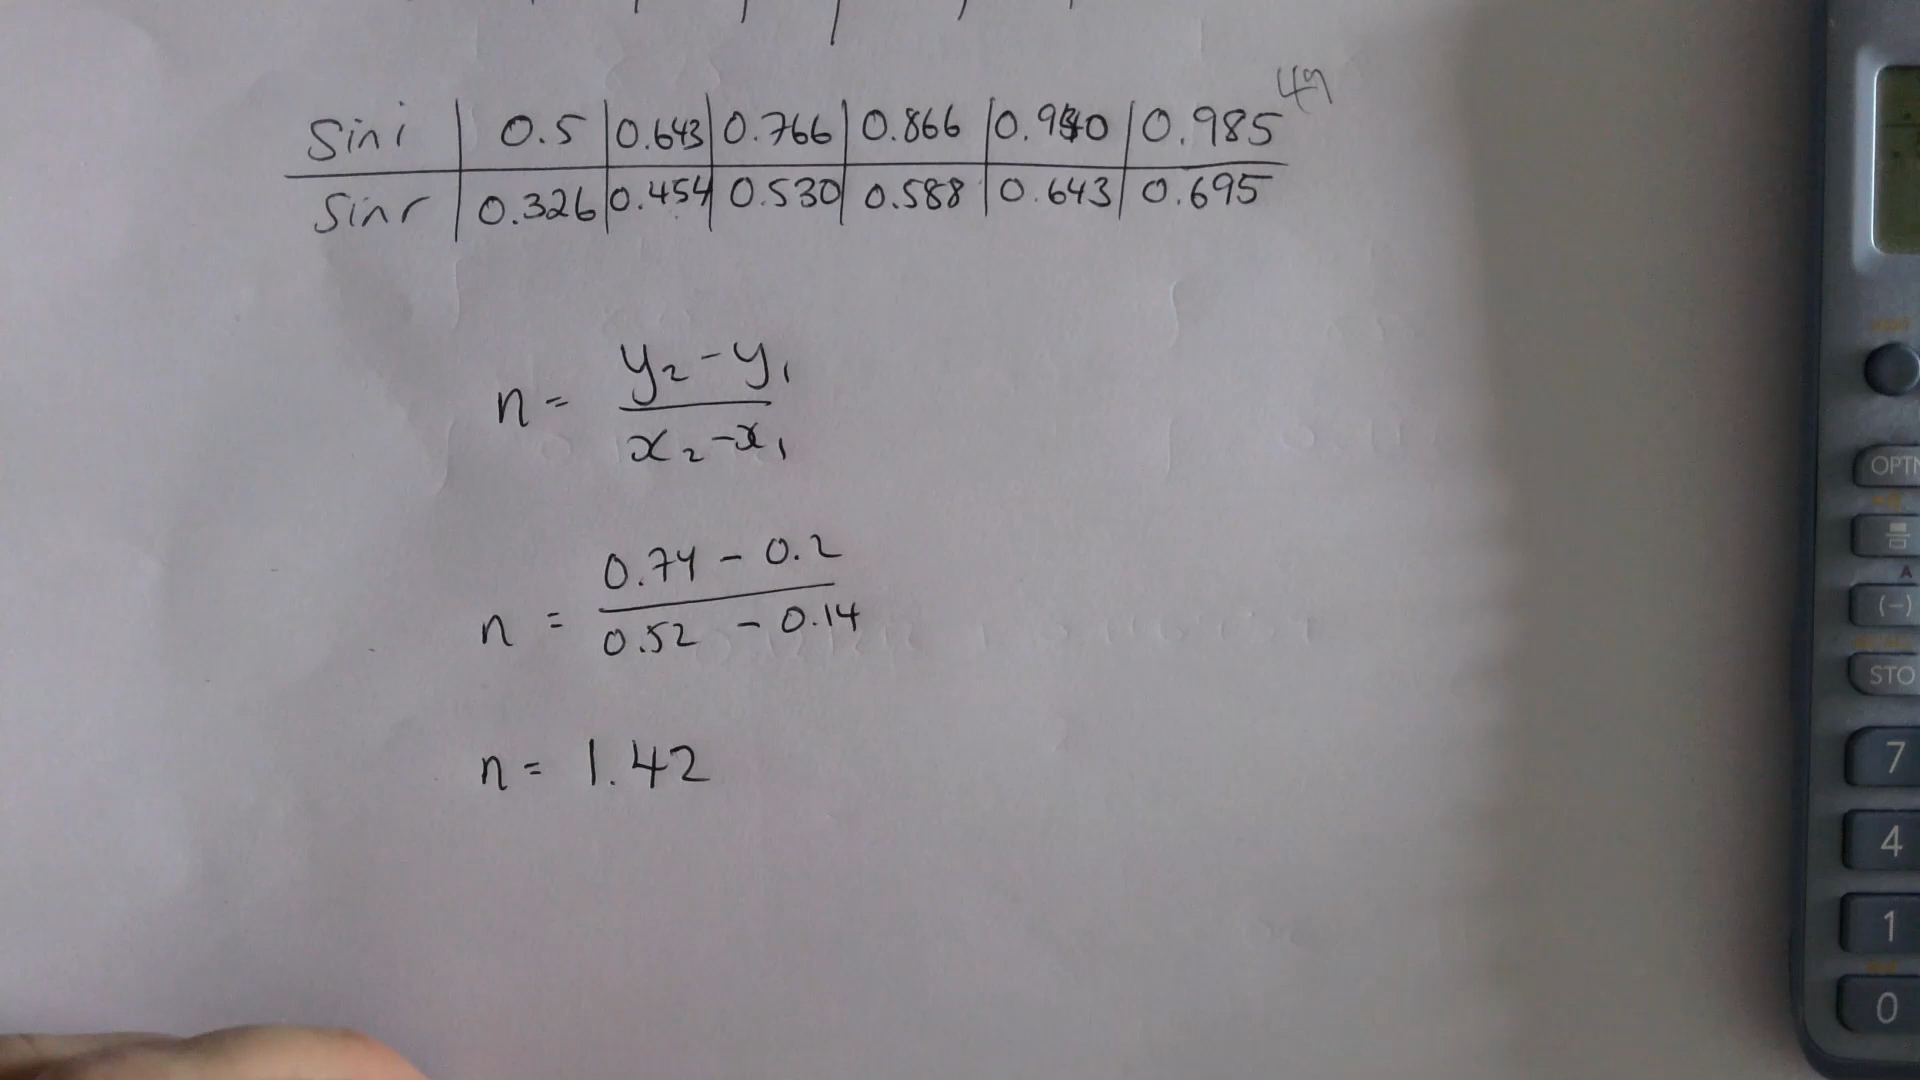 49
Sin i | 0.5 | 0.643 | 0.766 | 0.866 | 0.940 | 0.985
Sin r | 0.326 | 0.454 | 0.530 | 0.588 | 0.643 | 0.695
n = y₂ - y₁ / x₂ - x₁
n = 0.74 - 0.2 / 0.52 - 0.14
n = 1.42
OPTN
A
(-)
STO
7
4
1
0